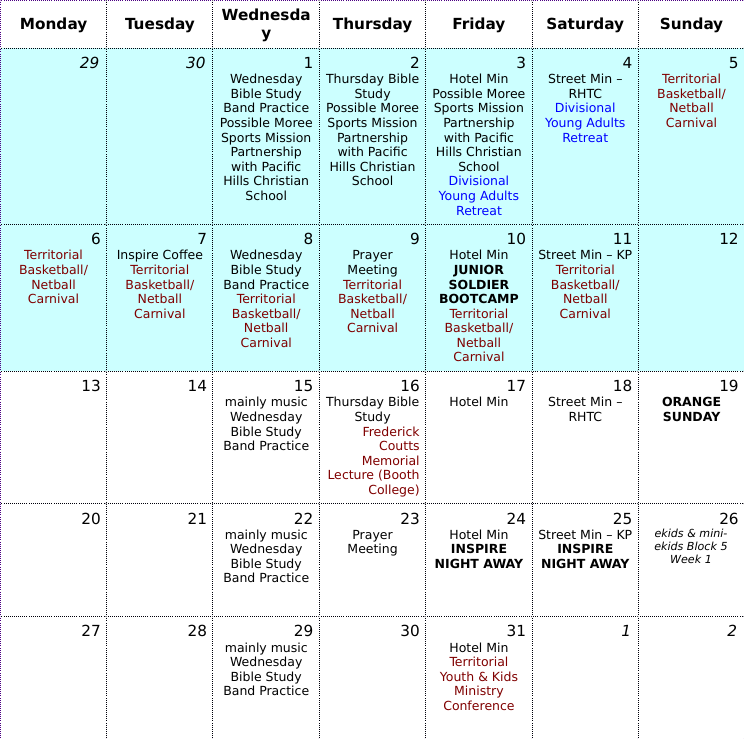 Monday
Tuesday
Wednesda
y
Thursday
Friday
Saturday
Sunday
29
30
1
Wednesday
Bible Study
Band Practice
Possible Moree
Sports Mission
Partnership
with Pacific
Hills Christian
School
2
Thursday Bible
Study
Possible Moree
Sports Mission
Partnership
with Pacific
Hills Christian
School
3
Hotel Min
Possible Moree
Sports Mission
Partnership
with Pacific
Hills Christian
School
Divisional
Young Adults
Retreat
4
Street Min –
RHTC
Divisional
Young Adults
Retreat
5
Territorial
Basketball/
Netball
Carnival
6
Territorial
Basketball/
Netball
Carnival
7
Inspire Coffee
Territorial
Basketball/
Netball
Carnival
8
Wednesday
Bible Study
Band Practice
Territorial
Basketball/
Netball
Carnival
9
Prayer
Meeting
Territorial
Basketball/
Netball
Carnival
10
Hotel Min
JUNIOR
SOLDIER
BOOTCAMP
Territorial
Basketball/
Netball
Carnival
11
Street Min – KP
Territorial
Basketball/
Netball
Carnival
12
13
14
15
mainly music
Wednesday
Bible Study
Band Practice
16
Thursday Bible
Study
Frederick
Coutts
Memorial
Lecture (Booth
College)
17
Hotel Min
18
Street Min –
RHTC
19
ORANGE
SUNDAY
20
21
22
mainly music
Wednesday
Bible Study
Band Practice
23
Prayer
Meeting
24
Hotel Min
INSPIRE
NIGHT AWAY
25
Street Min – KP
INSPIRE
NIGHT AWAY
26
ekids & mini-
ekids Block 5
Week 1
27
28
29
mainly music
Wednesday
Bible Study
Band Practice
30
31
Hotel Min
Territorial
Youth & Kids
Ministry
Conference
1
2